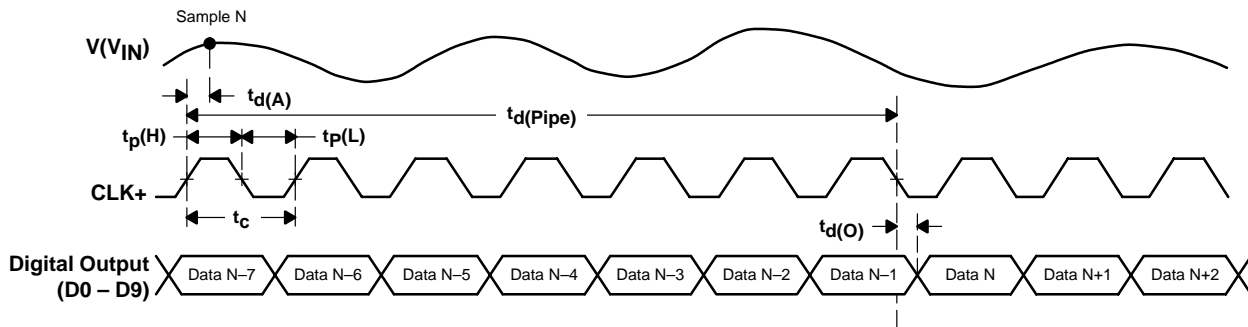 Sample N
V(VIN)
td(A)
td(Pipe)
tp(H)
tP(L)
CLK+
tc
td(O)
Digital Output
(D0 – D9)
Data N–7 Data N–6 Data N–5 Data N–4 Data N–3 Data N–2 Data N–1 Data N Data N+1 Data N+2